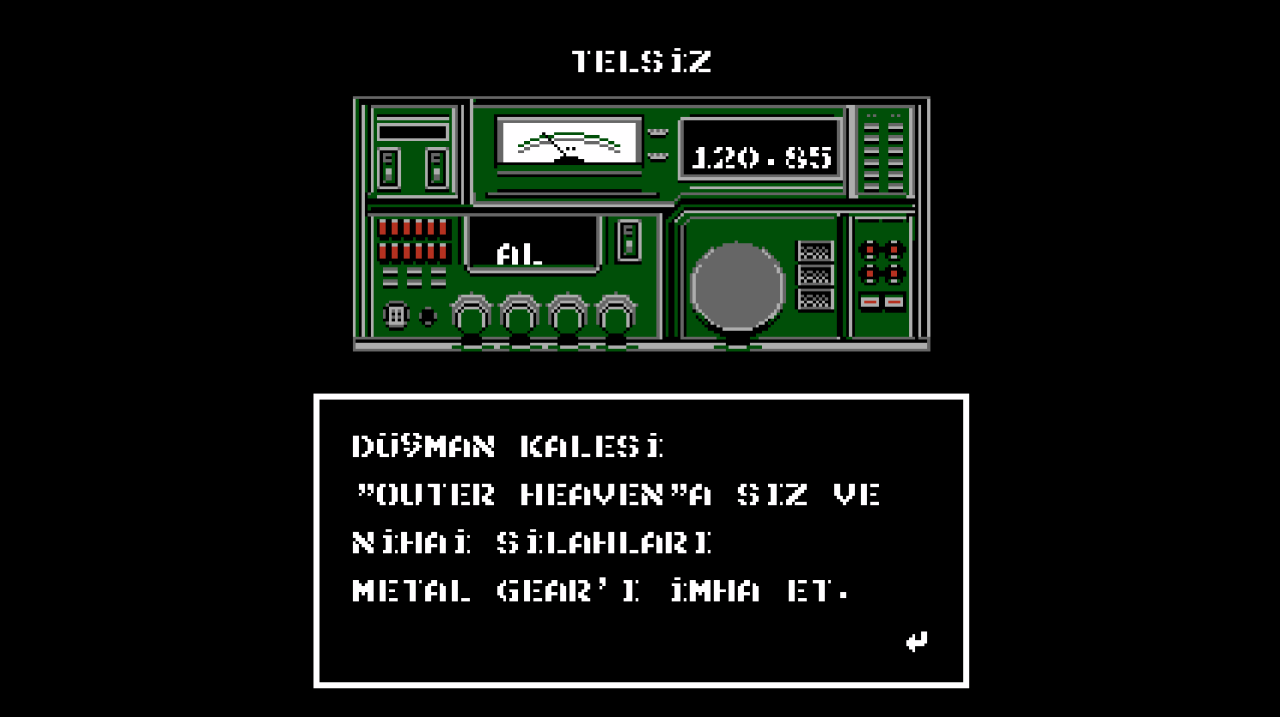 TELSİZ
120.85
AL
DÜŞMAN KALESİ
"OUTER HEAVEN"A SIZ VE
NİHAİ SİLAHLARI
METAL GEAR'I İMHA ET.